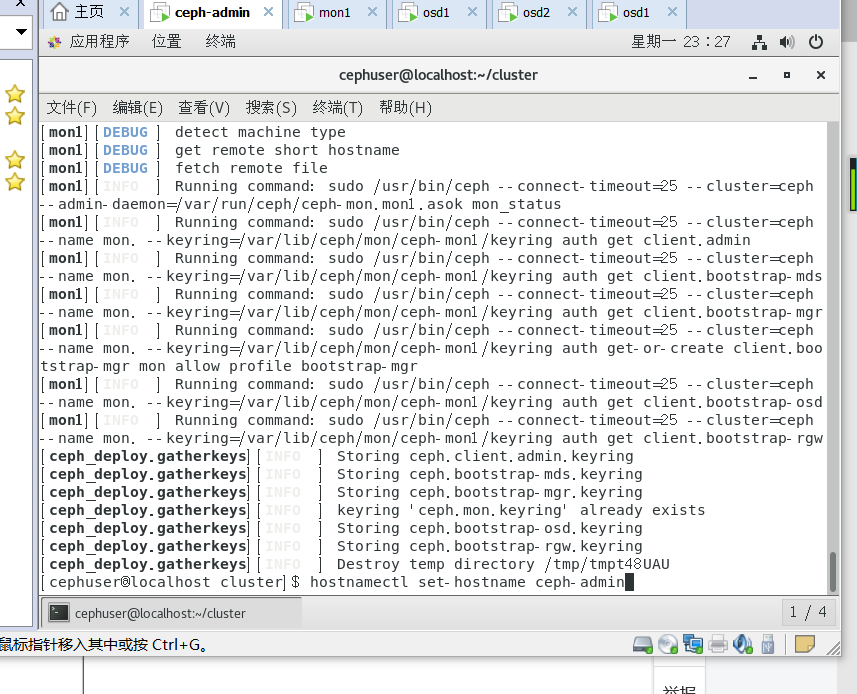 主页 ceph-admin mon1 osd1 osd2 osd1
应用程序 位置 终端 星期一 23:27
cephuser@localhost:~/cluster
文件(F) 编辑(E) 查看(V) 搜索(S) 终端(T) 帮助(H)
[mon1][DEBUG ] detect machine type
[mon1][DEBUG ] get remote short hostname
[mon1][DEBUG ] fetch remote file
[mon1][INFO  ] Running command: sudo /usr/bin/ceph --connect-timeout=25 --cluster=ceph
--admin-daemon=/var/run/ceph/ceph-mon.mon1.asok mon_status
[mon1][INFO  ] Running command: sudo /usr/bin/ceph --connect-timeout=25 --cluster=ceph
--name mon. --keyring=/var/lib/ceph/mon/ceph-mon1/keyring auth get client.admin
[mon1][INFO  ] Running command: sudo /usr/bin/ceph --connect-timeout=25 --cluster=ceph
--name mon. --keyring=/var/lib/ceph/mon/ceph-mon1/keyring auth get client.bootstrap-mds
[mon1][INFO  ] Running command: sudo /usr/bin/ceph --connect-timeout=25 --cluster=ceph
--name mon. --keyring=/var/lib/ceph/mon/ceph-mon1/keyring auth get client.bootstrap-mgr
[mon1][INFO  ] Running command: sudo /usr/bin/ceph --connect-timeout=25 --cluster=ceph
--name mon. --keyring=/var/lib/ceph/mon/ceph-mon1/keyring auth get-or-create client.boo
tstrap-mgr mon allow profile bootstrap-mgr
[mon1][INFO  ] Running command: sudo /usr/bin/ceph --connect-timeout=25 --cluster=ceph
--name mon. --keyring=/var/lib/ceph/mon/ceph-mon1/keyring auth get client.bootstrap-osd
[mon1][INFO  ] Running command: sudo /usr/bin/ceph --connect-timeout=25 --cluster=ceph
--name mon. --keyring=/var/lib/ceph/mon/ceph-mon1/keyring auth get client.bootstrap-rgw
[ceph_deploy.gatherkeys][INFO  ] Storing ceph.client.admin.keyring
[ceph_deploy.gatherkeys][INFO  ] Storing ceph.bootstrap-mds.keyring
[ceph_deploy.gatherkeys][INFO  ] Storing ceph.bootstrap-mgr.keyring
[ceph_deploy.gatherkeys][INFO  ] keyring 'ceph.mon.keyring' already exists
[ceph_deploy.gatherkeys][INFO  ] Storing ceph.bootstrap-osd.keyring
[ceph_deploy.gatherkeys][INFO  ] Storing ceph.bootstrap-rgw.keyring
[ceph_deploy.gatherkeys][INFO  ] Destroy temp directory /tmp/tmpt48UAU
[cephuser@localhost cluster]$ hostnamectl set-hostname ceph-admin
cephuser@localhost:~/cluster 1 / 4
鼠标指针移入其中或按 Ctrl+G。